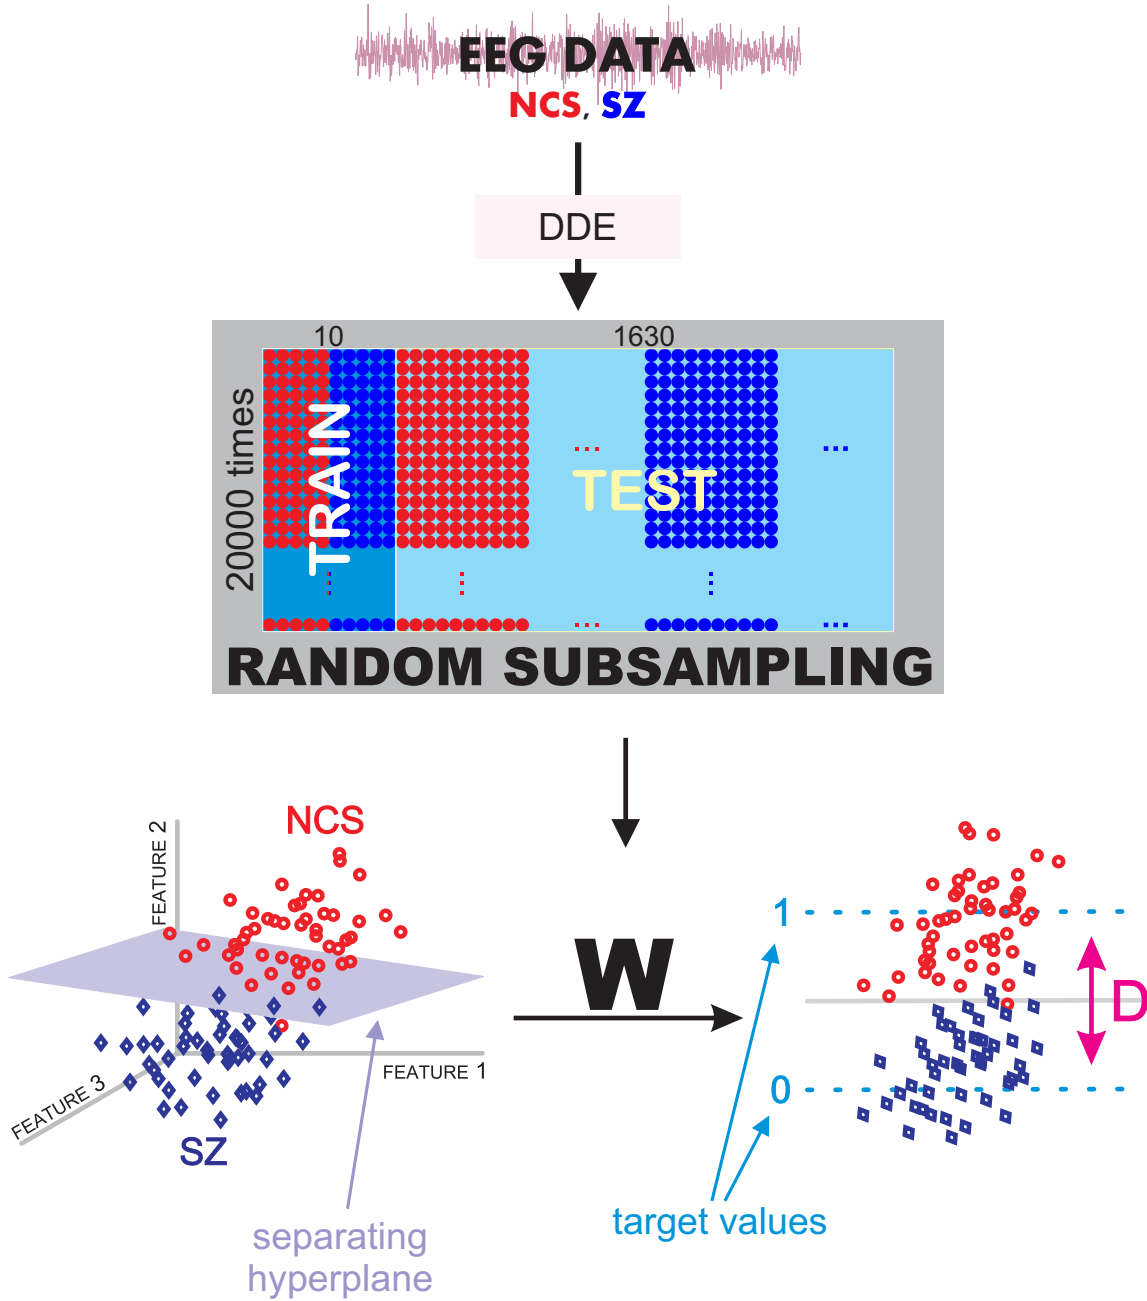 EEG DATA
NCS, SZ
DDE
10
1630
20000 times
TRAIN
TEST
RANDOM SUBSAMPLING
NCS
FEATURE 2
FEATURE 1
FEATURE 3
SZ
separating
hyperplane
W
1
0
D
target values